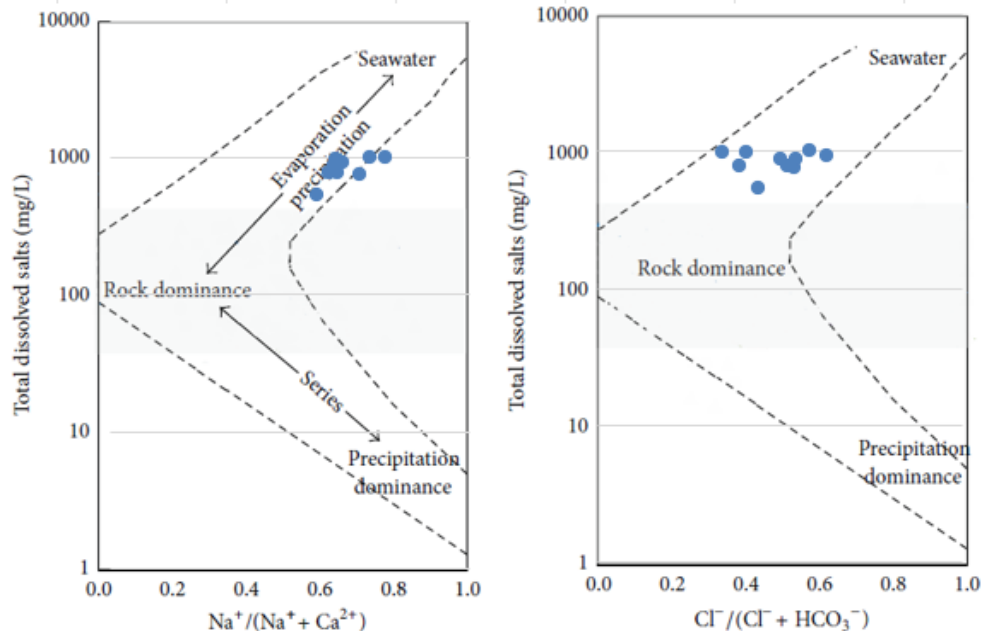 10000
1000
100
10
1
Total dissolved salts (mg/L)
Seawater
Evaporation
precipitation
Rock dominance
Series
Precipitation
dominance
0.0 0.2 0.4 0.6 0.8 1.0
Na⁺/(Na⁺ + Ca²⁺)
10000
1000
100
10
1
Total dissolved salts (mg/L)
Seawater
Rock dominance
Precipitation
dominance
0.0 0.2 0.4 0.6 0.8 1.0
Cl⁻/(Cl⁻ + HCO₃⁻)